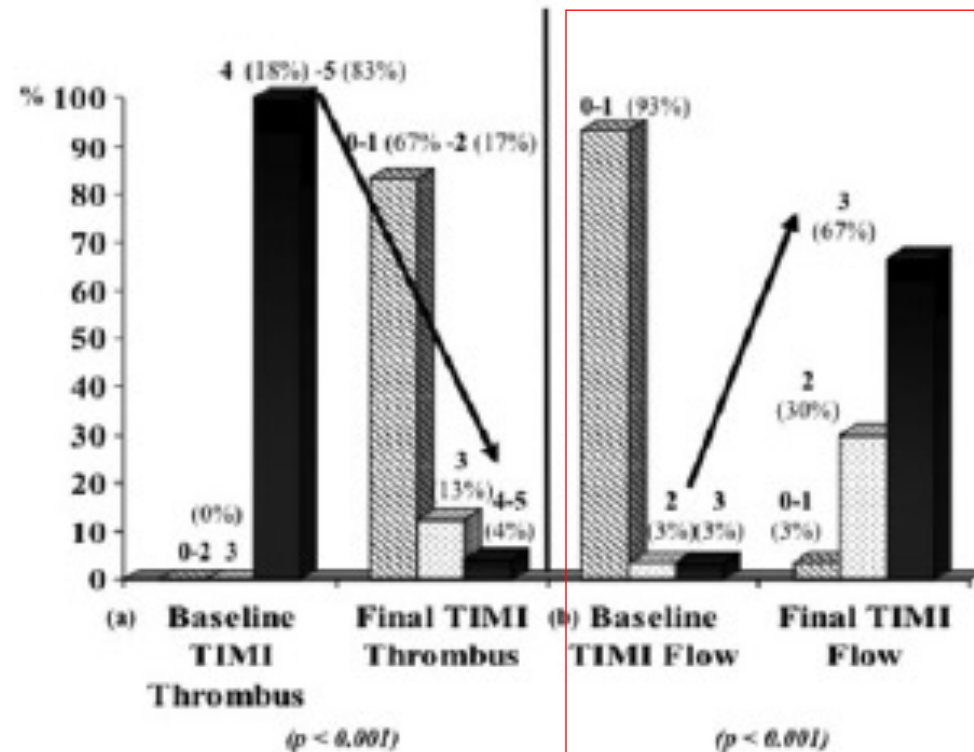 4 (18%) -5 (83%)
%
100
90
80
70
60
50
40
30
20
10
0
(0%)
0-2 3
0-1 (67% -2 (17%)
3
13%)
4-5
(4%)
(a) Baseline
TIMI
Thrombus
Final TIMI
Thrombus
(p < 0.001)
0-1 (93%)
2 3
(3%) (3%)
3
(67%)
2
(30%)
0-1
(3%)
(b) Baseline
TIMI Flow
Final TIMI
Flow
(p < 0.001)